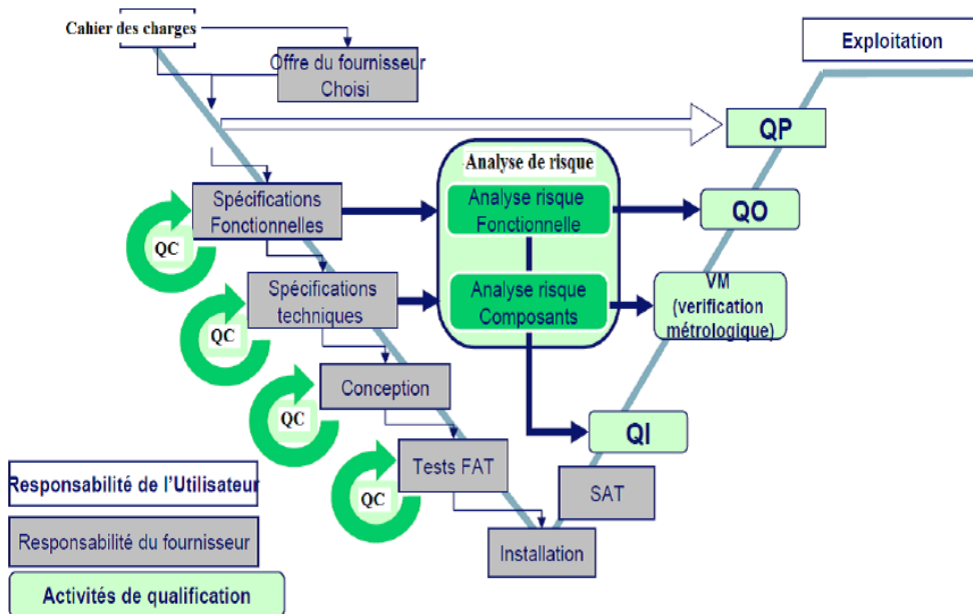 Cahier des charges
Offre du fournisseur
Choisi
Exploitation
QP
Analyse de risque
Spécifications
Fonctionnelles
Analyse risque
Fonctionnelle
QO
QC
Spécifications
techniques
Analyse risque
Composants
VM
(verification
métrologique)
QC
Conception
QC
QI
Tests FAT
QC
SAT
Installation
Responsabilité de l'Utilisateur
Responsabilité du fournisseur
Activités de qualification